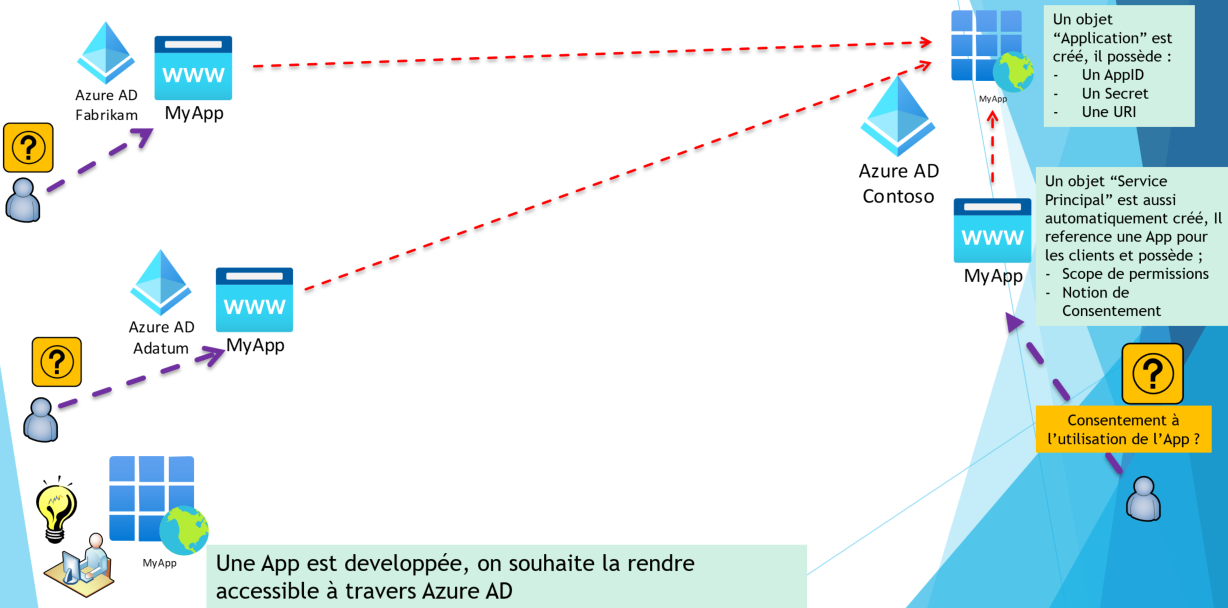 Azure AD
Fabrikam
WWW
MyApp
?
Azure AD
Adatum
WWW
MyApp
?
MyApp
Une App est developpée, on souhaite la rendre
accessible à travers Azure AD
MyApp
Azure AD
Contoso
WWW
MyApp
Un objet
“Application” est
créé, il possède :
- Un AppID
- Un Secret
- Une URI
Un objet “Service
Principal” est aussi
automatiquement créé, Il
reference une App pour
les clients et possède ;
- Scope de permissions
- Notion de
Consentement
?
Consentement à
l’utilisation de l’App ?